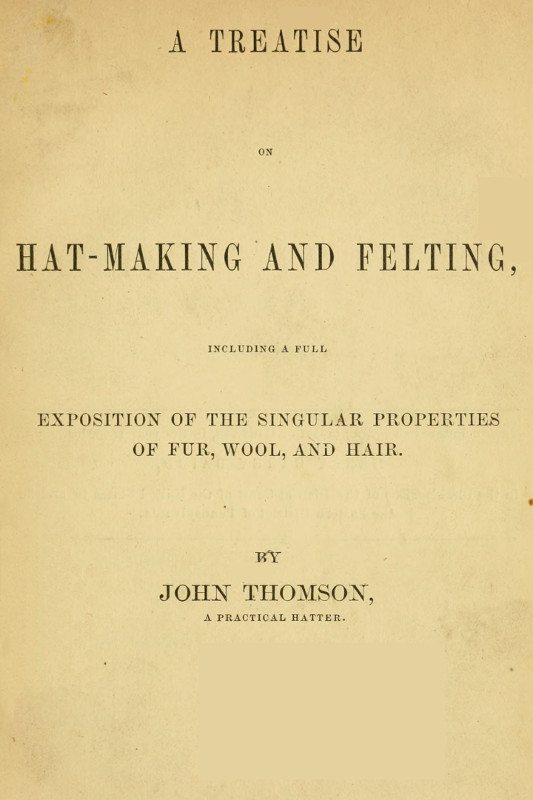 A TREATISE
ON
HAT-MAKING AND FELTING,
INCLUDING A FULL
EXPOSITION OF THE SINGULAR PROPERTIES
OF FUR, WOOL, AND HAIR.
BY
JOHN THOMSON,
A PRACTICAL HATTER.